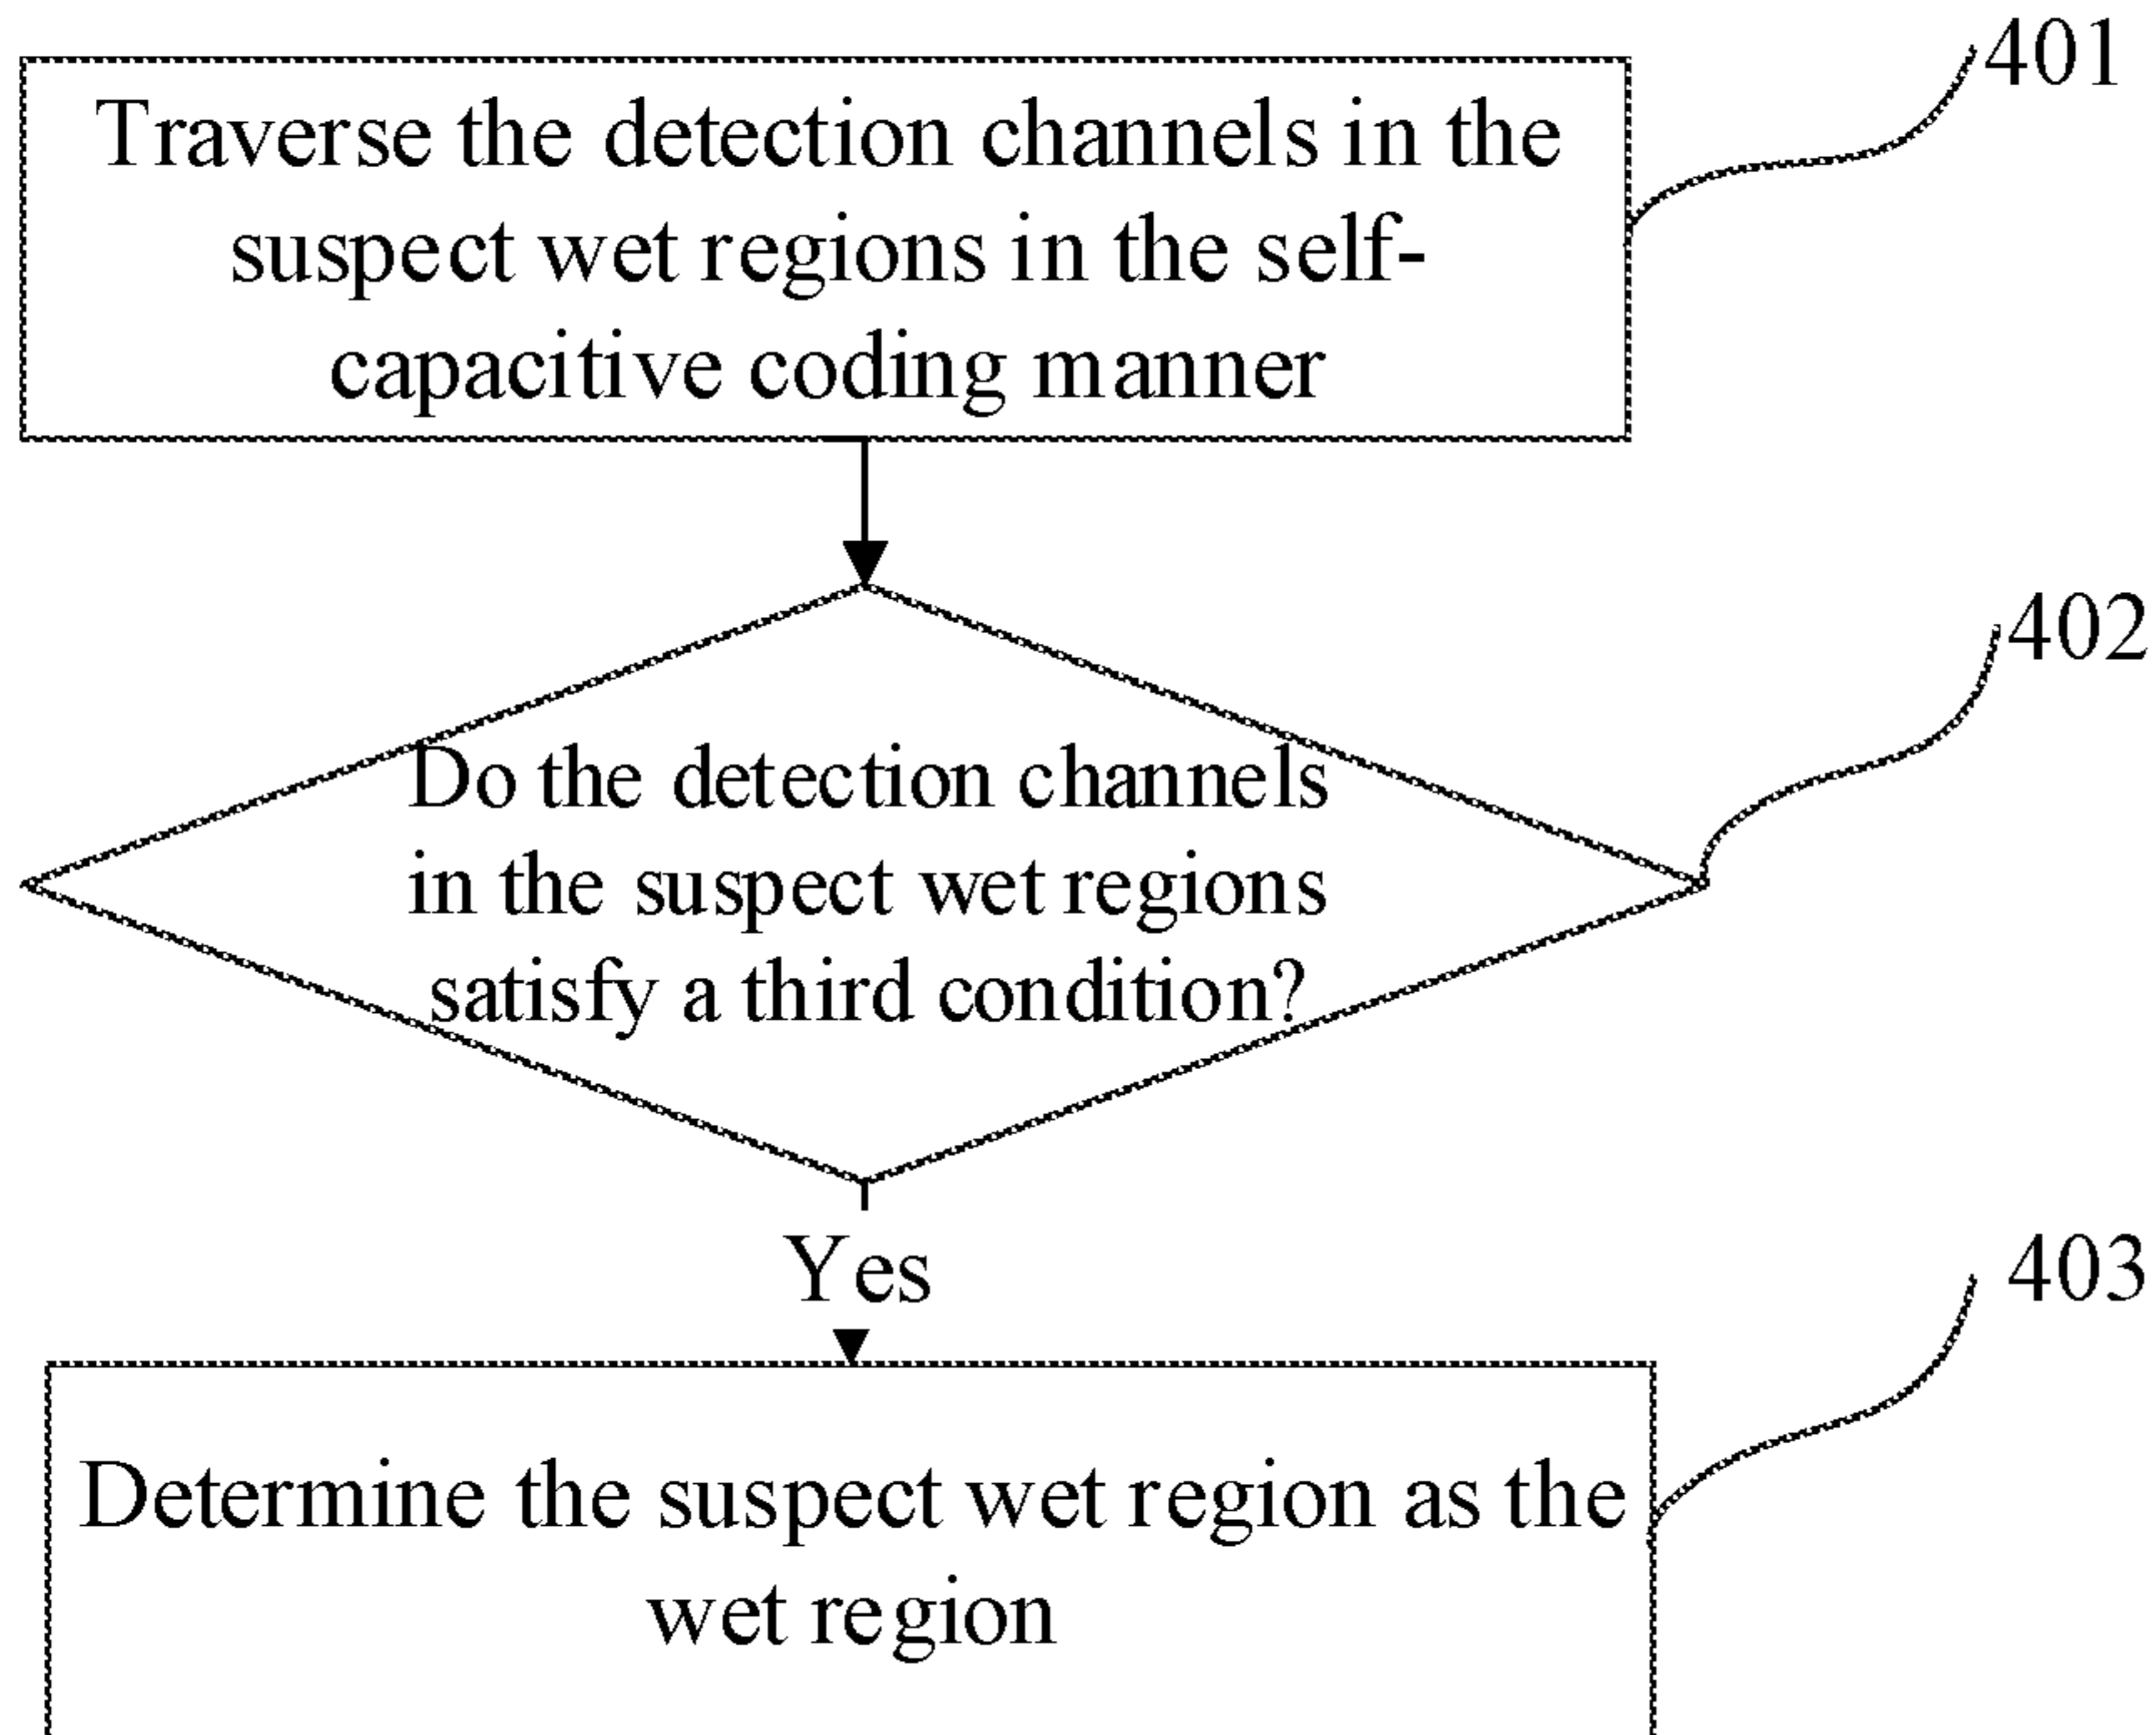 401
Traverse the detection channels in the
suspect wet regions in the self-
capacitive coding manner
402
Do the detection channels
in the suspect wet regions
satisfy a third condition?
Yes
403
Determine the suspect wet region as the
wet region